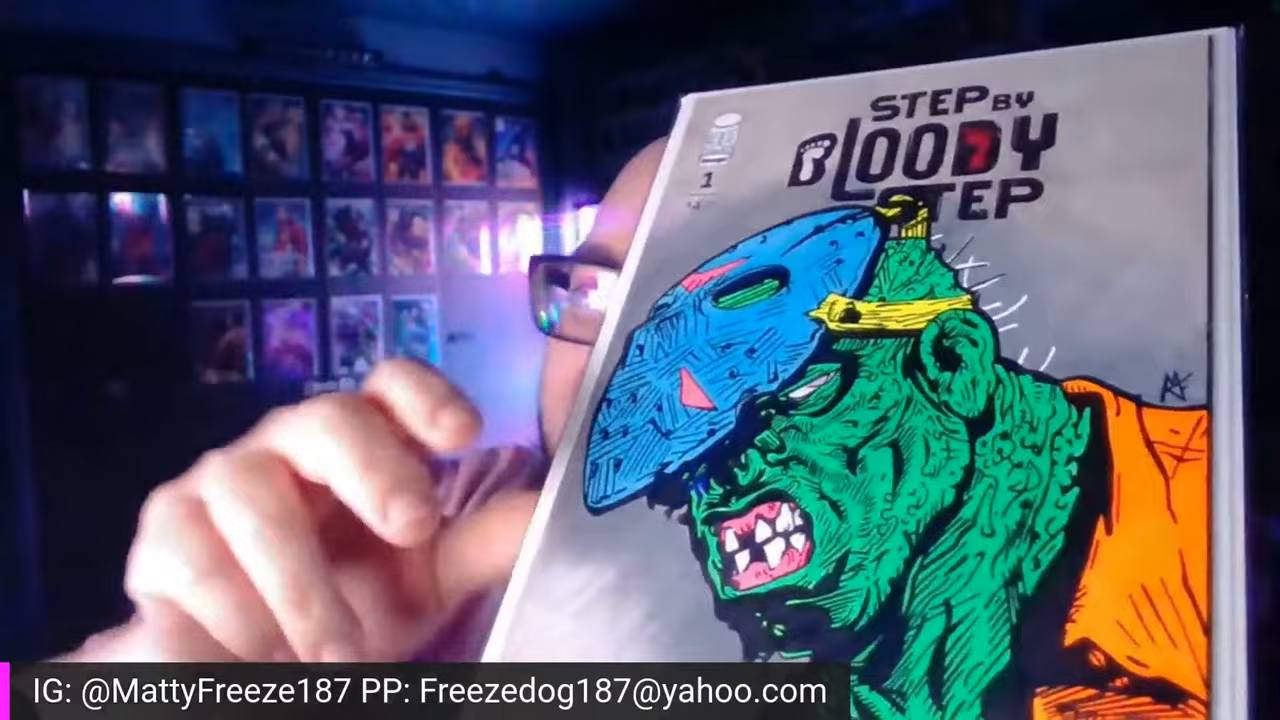 STEP BY
BLOODY
STEP
1
IG: @MattyFreeze187 PP: Freezedog187@yahoo.com